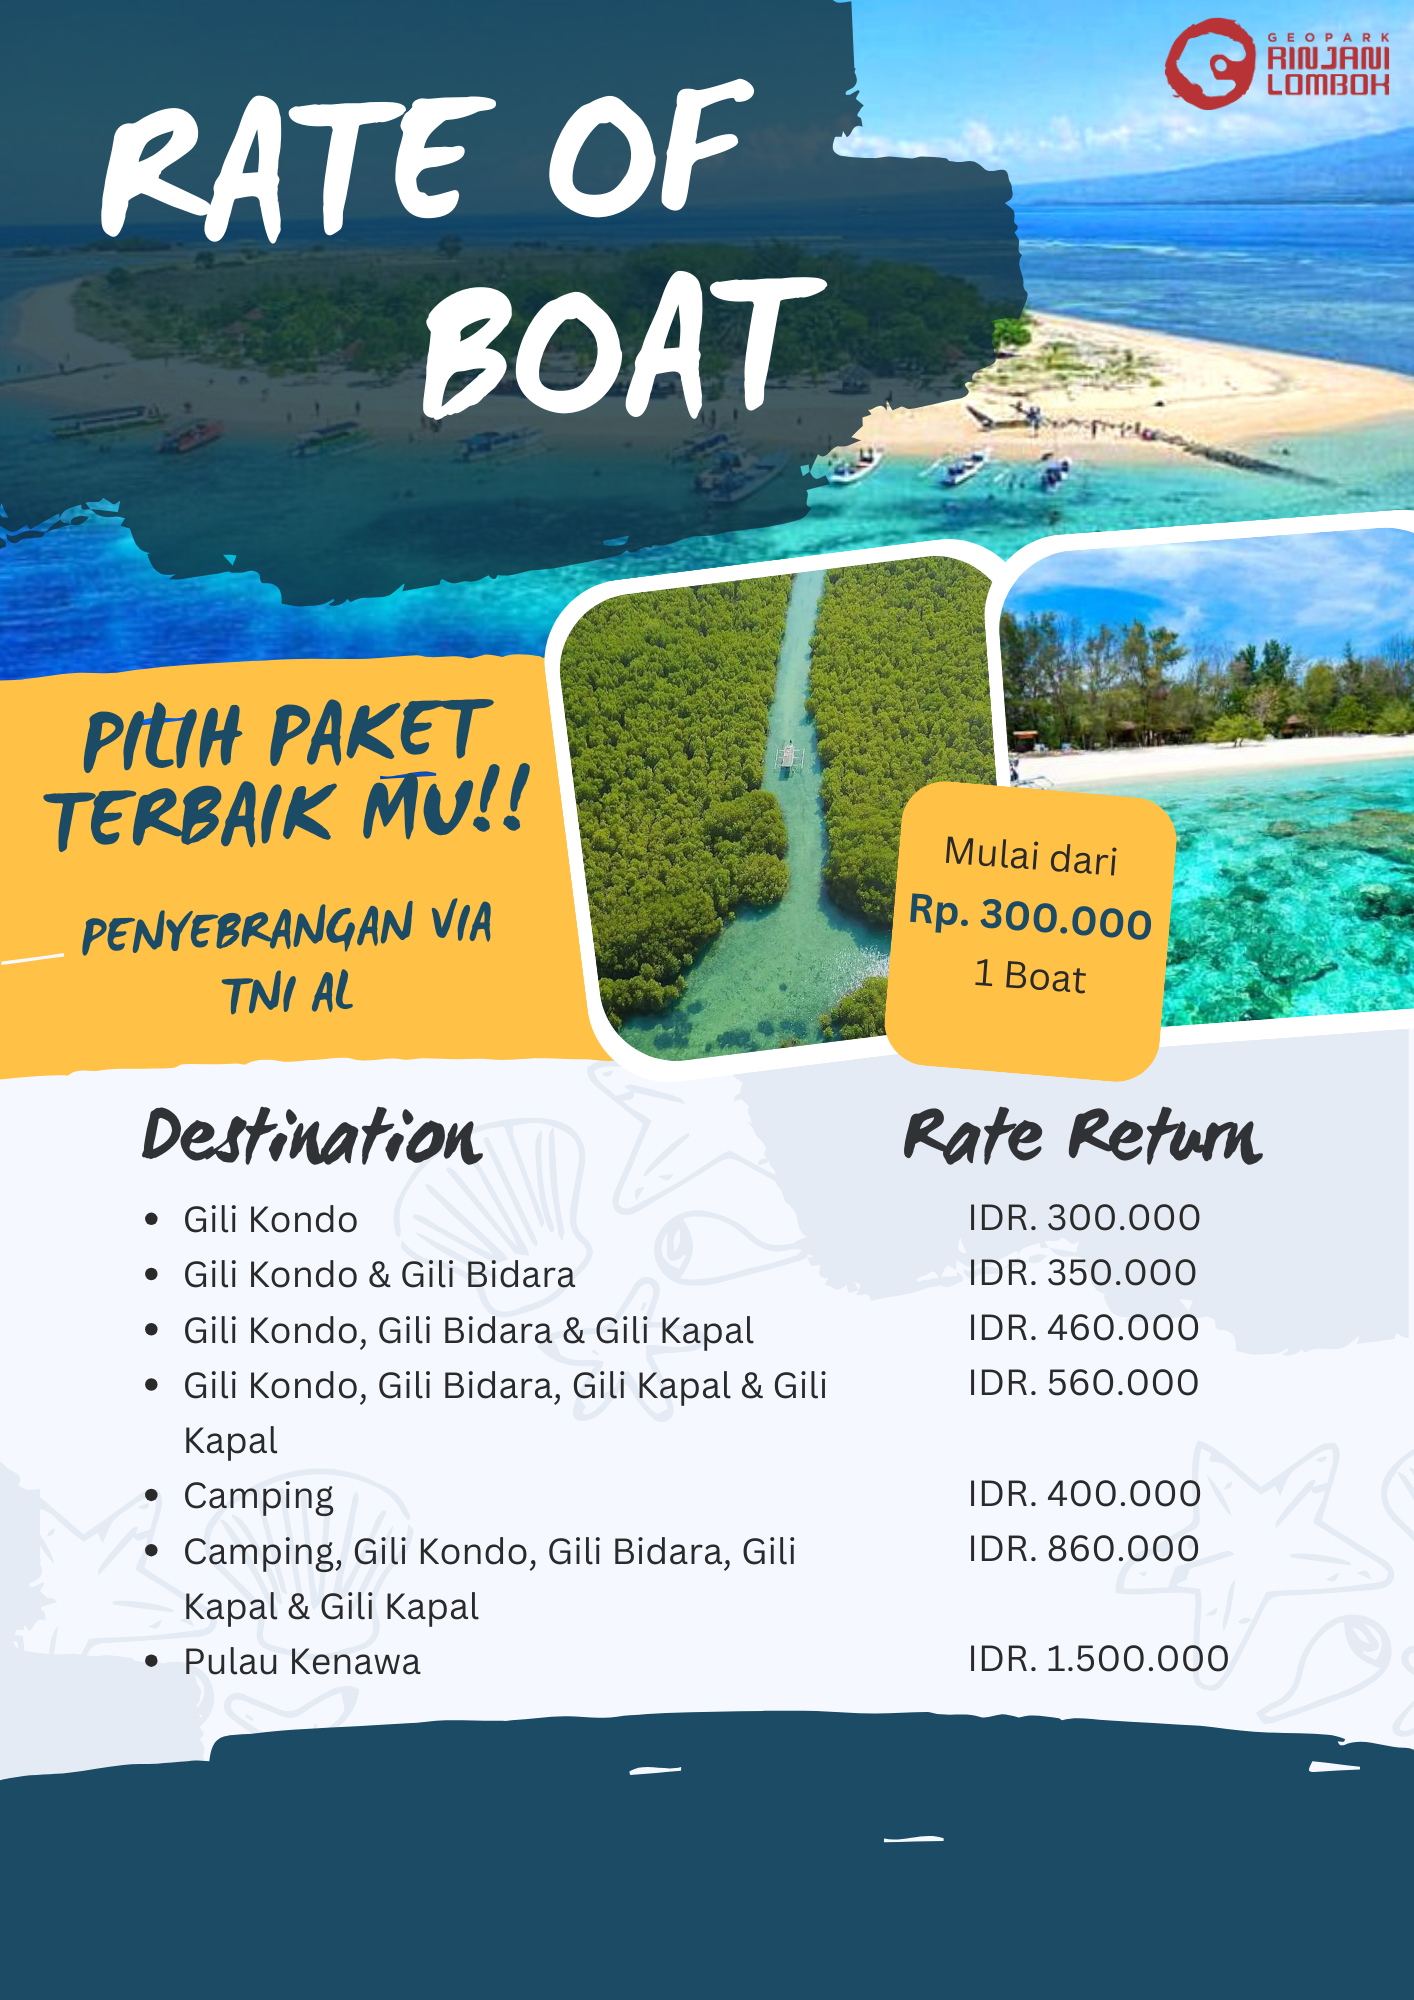 GEOPARK
RINJANI
LOMBOK
RATE OF
BOAT
PILIH PAKET
TERBAIK MU!!
PENYEBRANGAN VIA
TNI AL
Mulai dari
Rp. 300.000
1 Boat
Destination
Rate Return
• Gili Kondo
IDR. 300.000
• Gili Kondo & Gili Bidara
IDR. 350.000
• Gili Kondo, Gili Bidara & Gili Kapal
IDR. 460.000
• Gili Kondo, Gili Bidara, Gili Kapal & Gili
Kapal
IDR. 560.000
• Camping
IDR. 400.000
• Camping, Gili Kondo, Gili Bidara, Gili
Kapal & Gili Kapal
IDR. 860.000
• Pulau Kenawa
IDR. 1.500.000